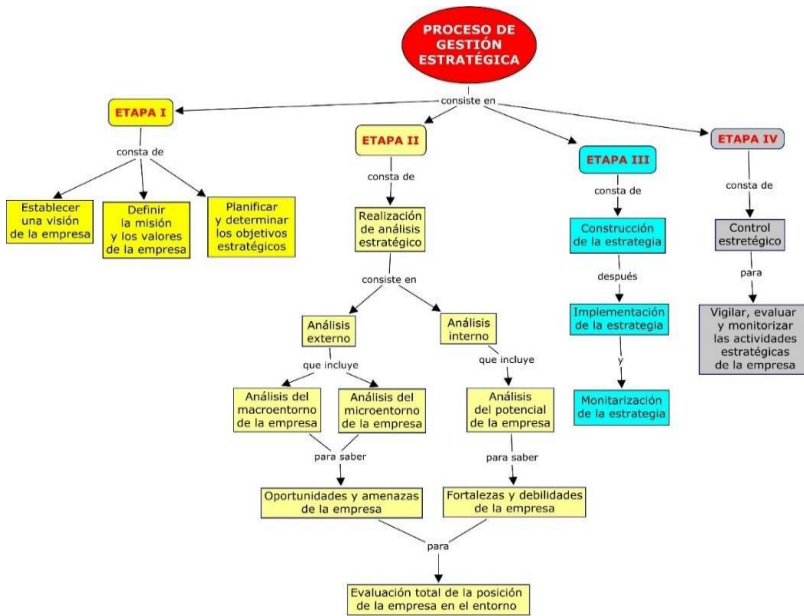 PROCESO DE
GESTIÓN
ESTRATÉGICA
consiste en
ETAPA I
consta de
Establecer
una visión
de la empresa
Definir
la misión
y los valores
de la empresa
Planificar
y determinar
los objetivos
estratégicos
ETAPA II
consta de
Realización
de análisis
estratégico
consiste en
Análisis
externo
que incluye
Análisis del
macroentorno
de la empresa
Análisis del
microentorno
de la empresa
para saber
Oportunidades y amenazas
de la empresa
Análisis
interno
que incluye
Análisis
del potencial
de la empresa
para saber
Fortalezas y debilidades
de la empresa
para
Evaluación total de la posición
de la empresa en el entorno
ETAPA III
consta de
Construcción
de la estrategia
después
Implementación
de la estrategia
y
Monitarización
de la estrategia
ETAPA IV
consta de
Control
estretégico
para
Vigilar, evaluar
y monitorizar
las actividades
estratégicas
de la empresa